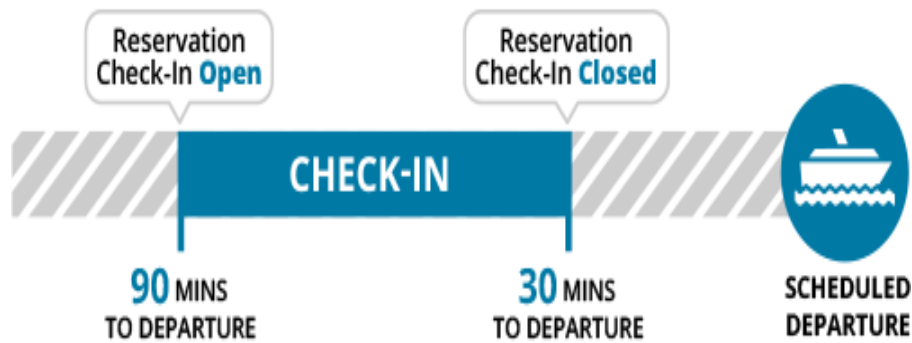 Reservation
Check-In Open
Reservation
Check-In Closed
CHECK-IN
90 MINS
TO DEPARTURE
30 MINS
TO DEPARTURE
SCHEDULED
DEPARTURE